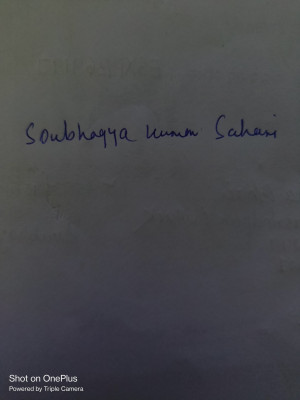 Soubhagya Kumar Sahani
Shot on OnePlus
Powered by Triple Camera